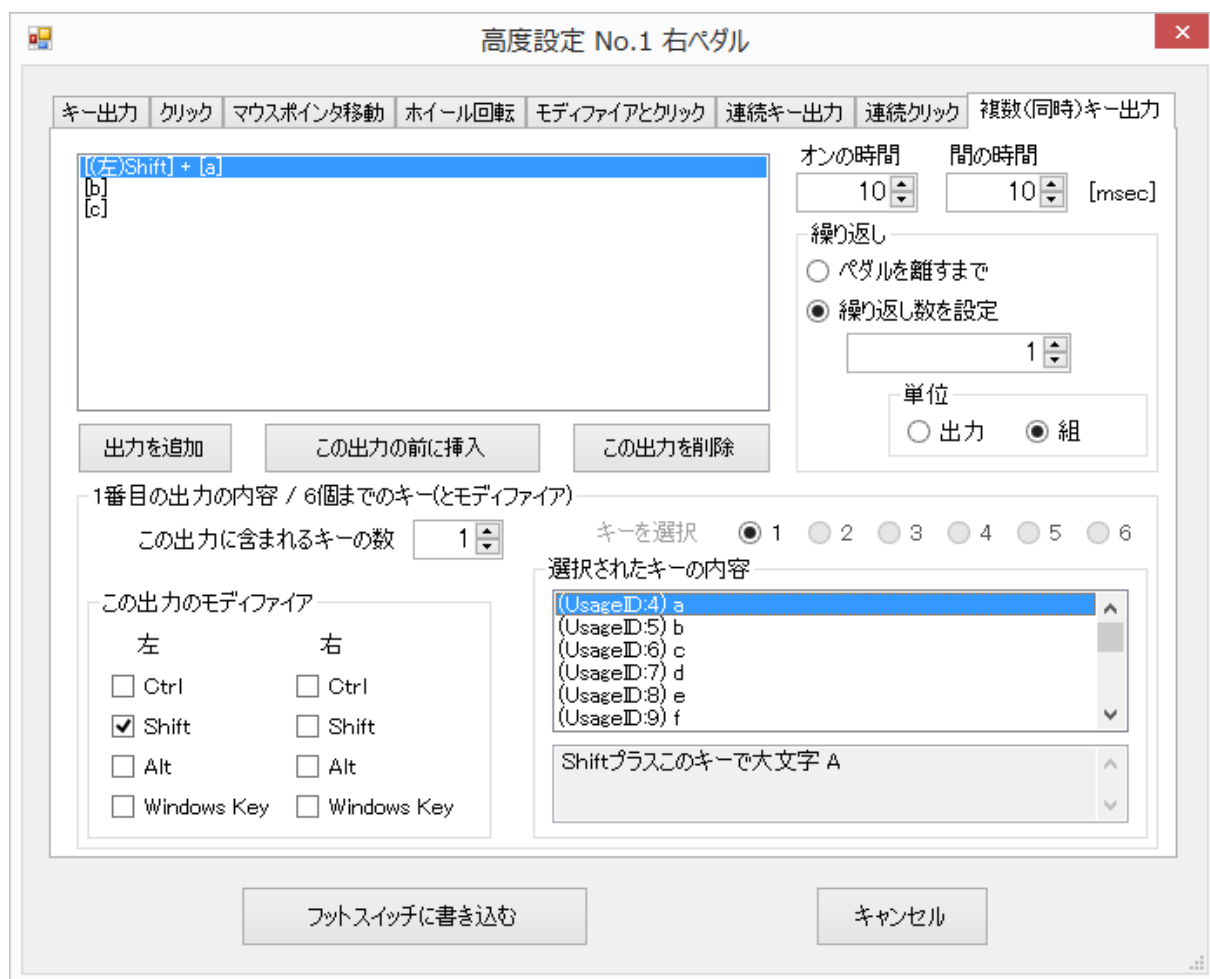 高度設定 No.1 右ペダル
キー出力 クリック マウスポインタ移動 ホイール回転 モディファイアとクリック 連続キー出力 連続クリック 複数(同時)キー出力
[(左)Shift] + [a]
[b]
[c]
オンの時間 間の時間
10 10 [msec]
繰り返し
ペダルを離すまで
繰り返し数を設定
1
単位
出力 組
出力を追加 この出力の前に挿入 この出力を削除
1番目の出力の内容 / 6個までのキー(とモディファイア)
この出力に含まれるキーの数 1 キーを選択 1 2 3 4 5 6
この出力のモディファイア
左 右
Ctrl Ctrl
Shift Shift
Alt Alt
Windows Key Windows Key
選択されたキーの内容
(UsageID:4) a
(UsageID:5) b
(UsageID:6) c
(UsageID:7) d
(UsageID:8) e
(UsageID:9) f
Shiftプラスこのキーで大文字 A
フットスイッチに書き込む キャンセル